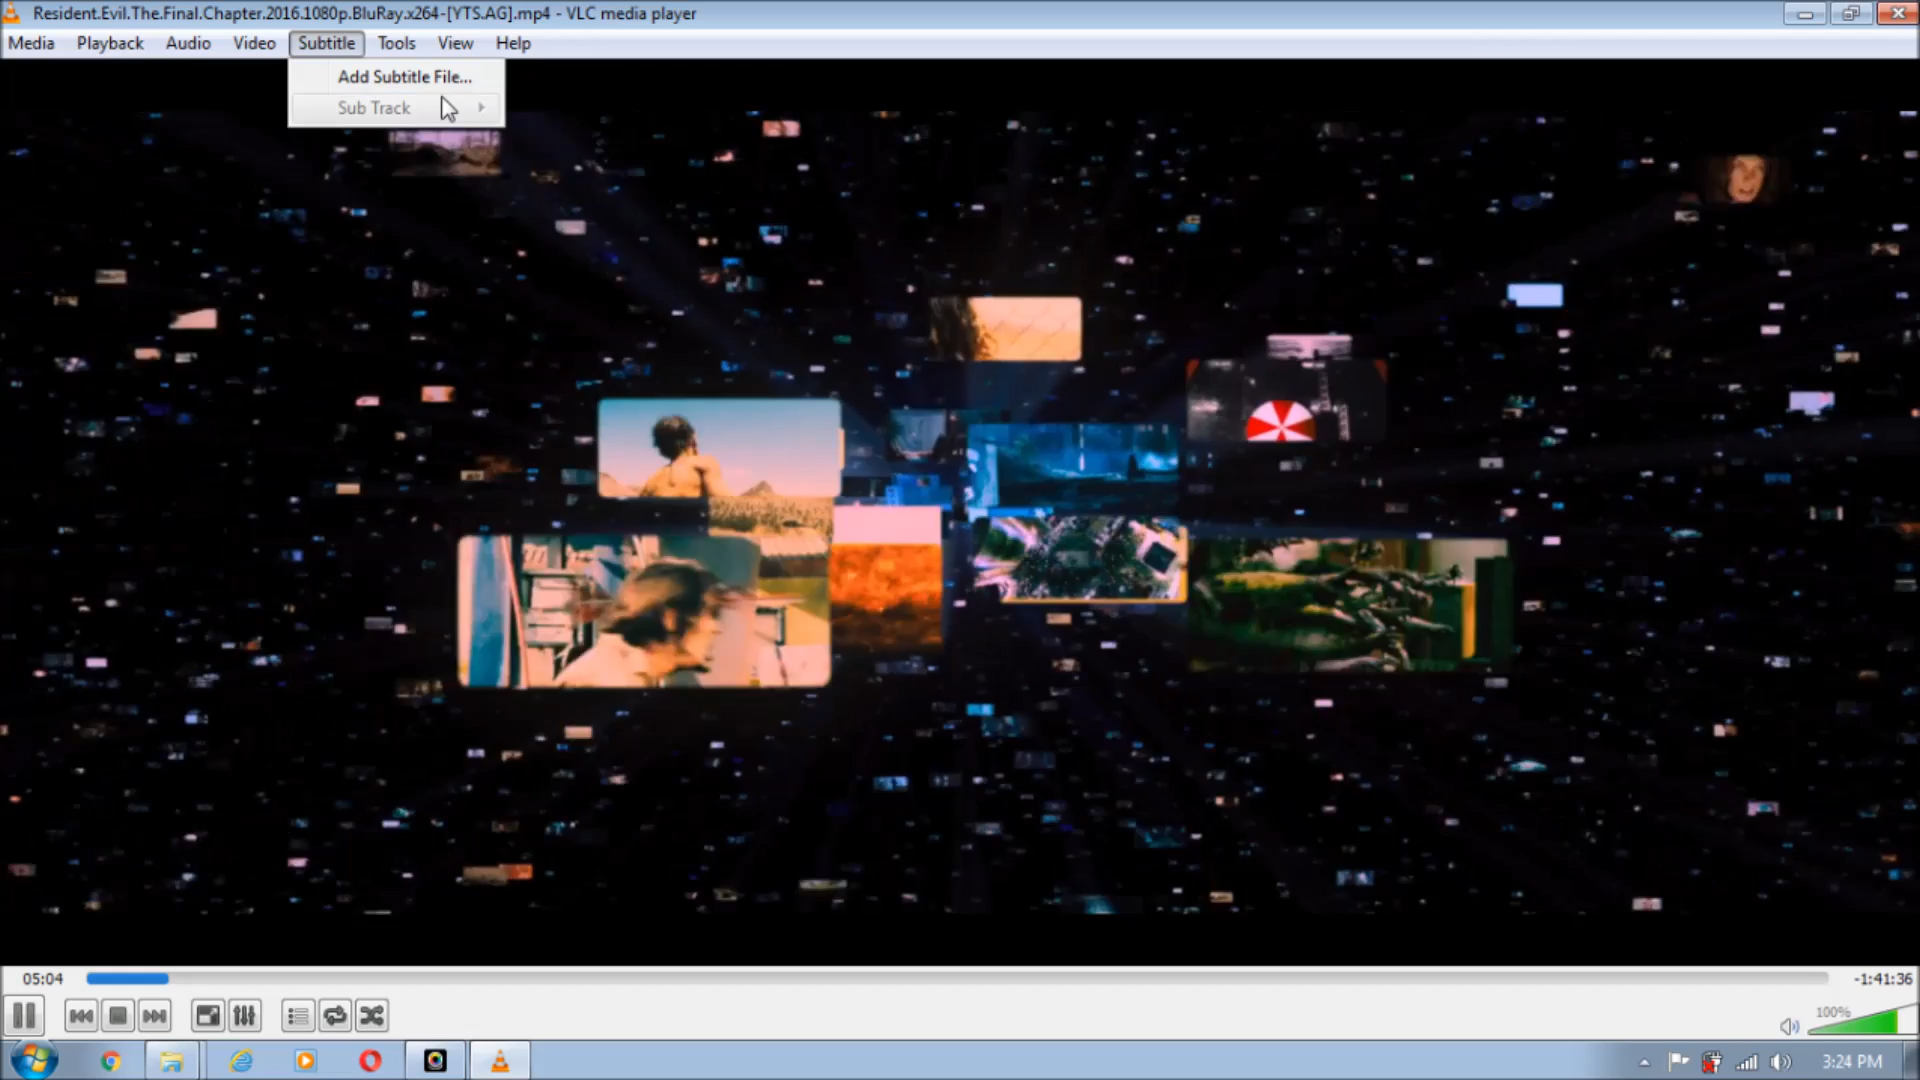 Resident.Evil.The.Final.Chapter.2016.1080p.BluRay.x264-[YTS.AG].mp4 - VLC media player
Media Playback Audio Video Subtitle Tools View Help
Add Subtitle File...
Sub Track
05:04
-1:41:36
100%
3:24 PM